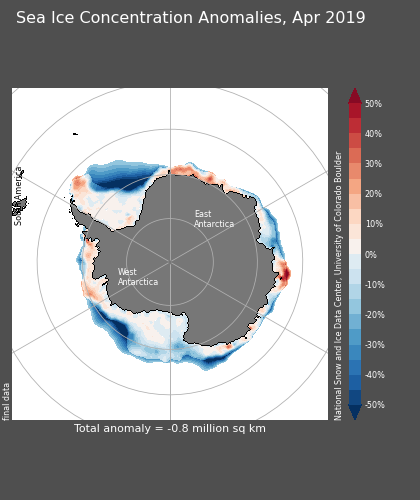 Sea Ice Concentration Anomalies, Apr 2019
South America
East
Antarctica
West
Antarctica
final data
National Snow and Ice Data Center, University of Colorado Boulder
50%
40%
30%
20%
10%
0%
-10%
-20%
-30%
-40%
-50%
Total anomaly = -0.8 million sq km